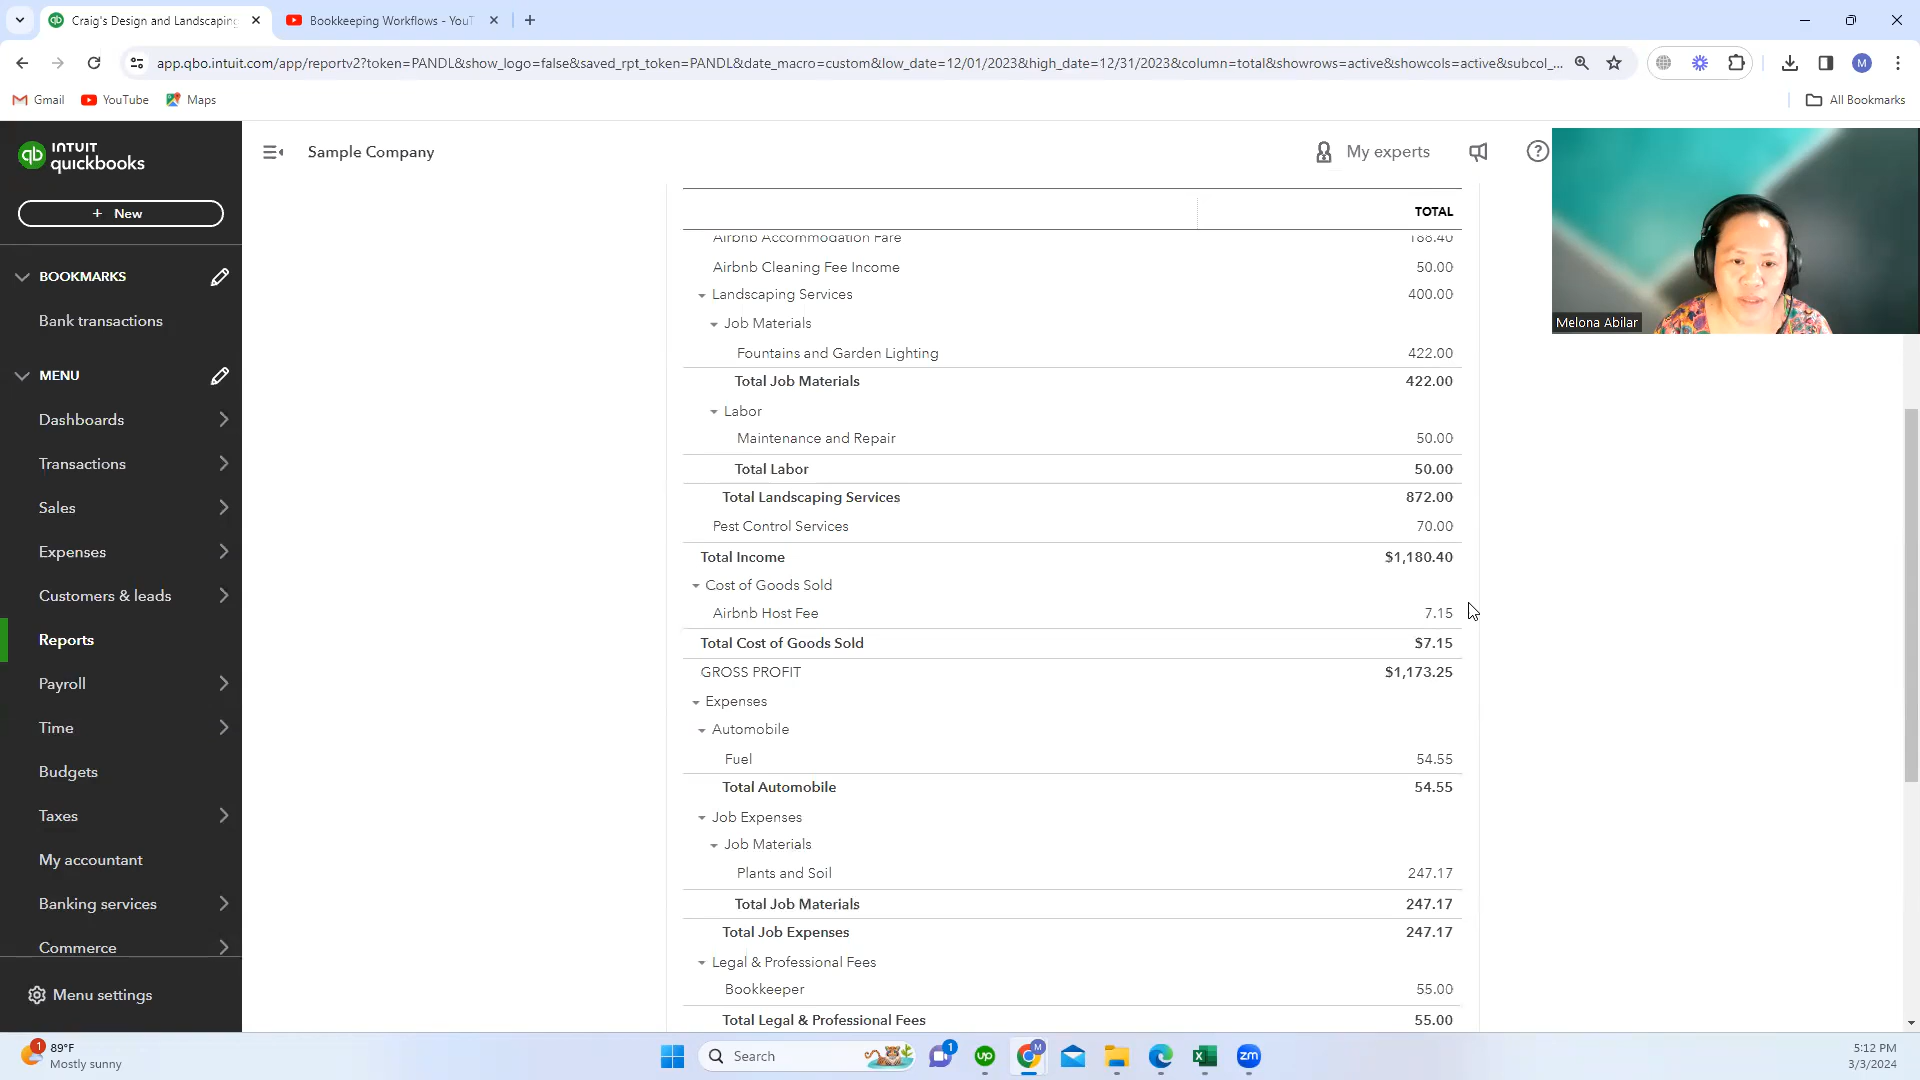 Craig's Design and Landscaping
Bookkeeping Workflows - YouT
app.qbo.intuit.com/app/reportv2?token=PANDL&show_logo=false&saved_rpt_token=PANDL&date_macro=custom&low_date=12/01/2023&high_date=12/31/2023&column=total&showrows=active&showcols=active&subcol_...
M
Gmail
YouTube
Maps
All Bookmarks
qb INTUIT quickbooks
Sample Company
My experts
?
+ New
TOTAL
Airbnb Accommodation Fare 188.40
Airbnb Cleaning Fee Income 50.00
BOOKMARKS
Landscaping Services 400.00
Bank transactions
Job Materials
Melona Abilar
Fountains and Garden Lighting 422.00
MENU
Total Job Materials 422.00
Dashboards
Labor
Maintenance and Repair 50.00
Transactions
Total Labor 50.00
Total Landscaping Services 872.00
Sales
Pest Control Services 70.00
Expenses
Total Income $1,180.40
Cost of Goods Sold
Customers & leads
Airbnb Host Fee 7.15
Reports
Total Cost of Goods Sold $7.15
GROSS PROFIT $1,173.25
Payroll
Expenses
Time
Automobile
Fuel 54.55
Budgets
Total Automobile 54.55
Taxes
Job Expenses
Job Materials
My accountant
Plants and Soil 247.17
Banking services
Total Job Materials 247.17
Total Job Expenses 247.17
Commerce
Legal & Professional Fees
Bookkeeper 55.00
Menu settings
Total Legal & Professional Fees 55.00
1
89°F
Mostly sunny
Search
1
up
M
zm
5:12 PM
3/3/2024